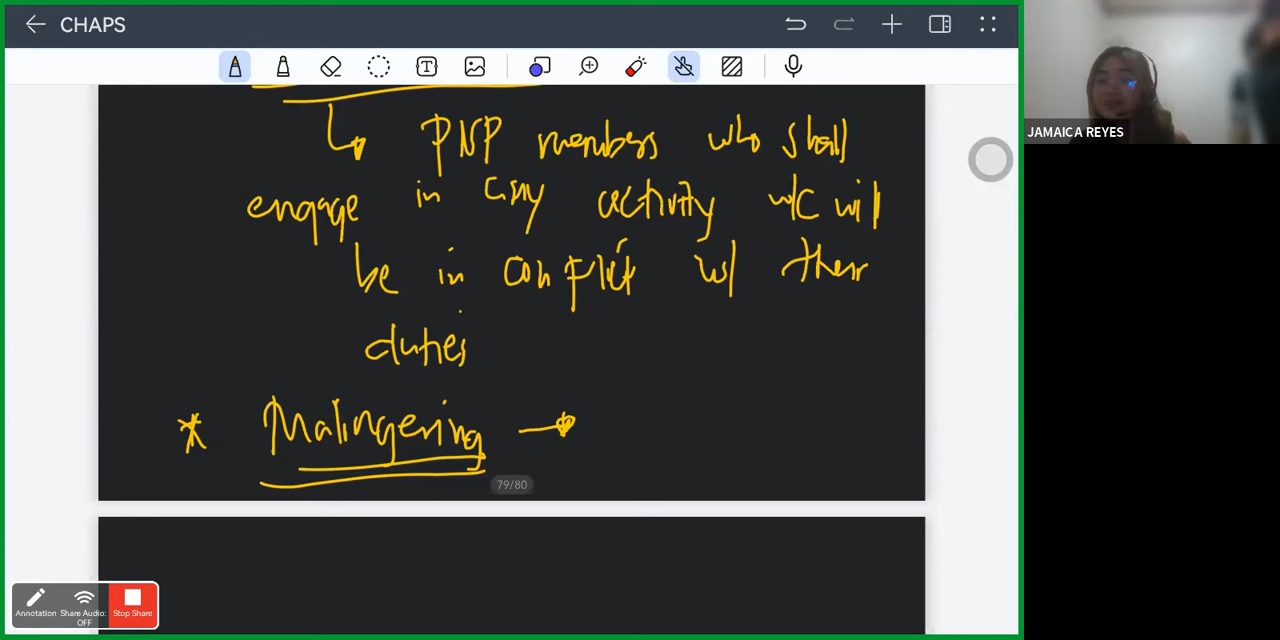 CHAPS
JAMAICA REYES
PNP members who shall
engage in any activity w/c will
be in conflict w/ their
duties
* Malingering →
79/80
Annotation
Share Audio: OFF
Stop Share